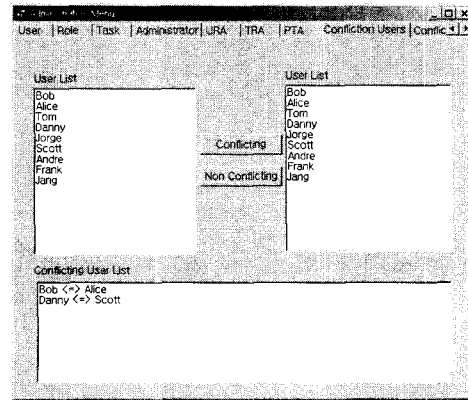 User Role Task Administrator URA TRA PTA Confliction Users Conflic
User List
Bob
Alice
Tom
Danny
Jorge
Scott
Andre
Frank
Jang
Conflicting
Non Conflicting
User List
Bob
Alice
Tom
Danny
Jorge
Scott
Andre
Frank
Jang
Conflicting User List
Bob <=> Alice
Danny <=> Scott